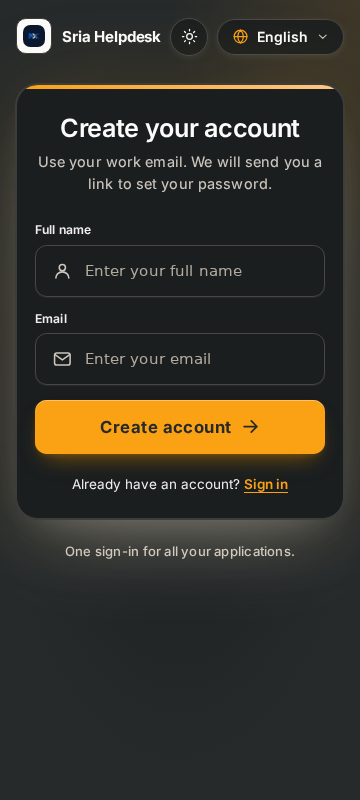 Sria Helpdesk
English
Create your account
Use your work email. We will send you a
link to set your password.
Full name
Enter your full name
Email
Enter your email
Create account
Already have an account? Sign in
One sign-in for all your applications.